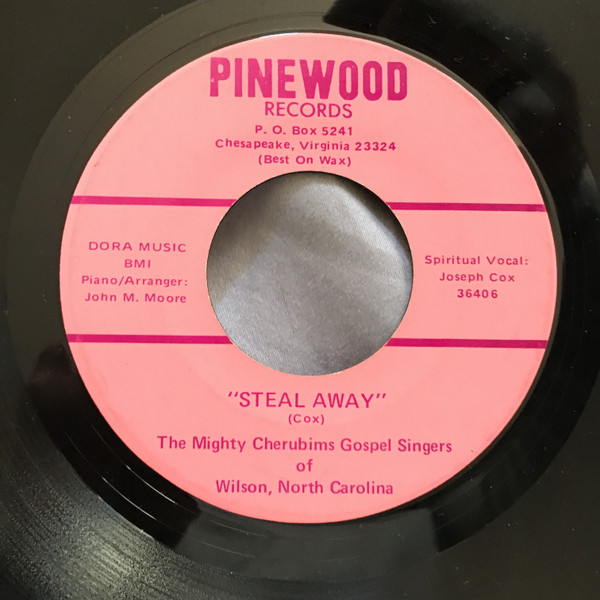 PINEWOOD
RECORDS
P. O. Box 5241
Chesapeake, Virginia 23324
(Best On Wax)
DORA MUSIC
BMI
Piano/Arranger:
John M. Moore
Spiritual Vocal:
Joseph Cox
36406
"STEAL AWAY"
(Cox)
The Mighty Cherubims Gospel Singers
of
Wilson, North Carolina